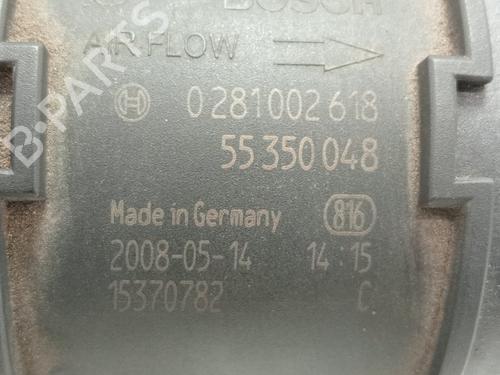 BOSCH
AIR FLOW
0 281 002 618
55 350 048
Made in Germany 816
2008-05-14 14:15
15370782 C
B-PARTS